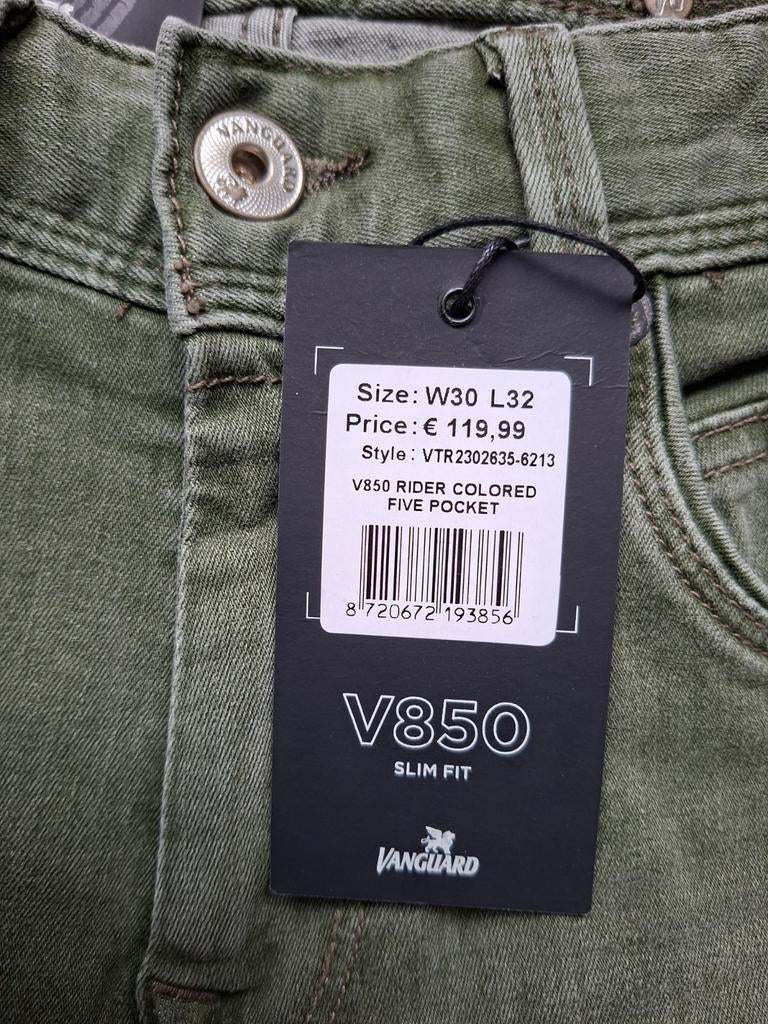 VANGUARD
Size: W30 L32
Price: € 119,99
Style : VTR2302635-6213
V850 RIDER COLORED
FIVE POCKET
8 720672 193856
V850
SLIM FIT
VANGUARD